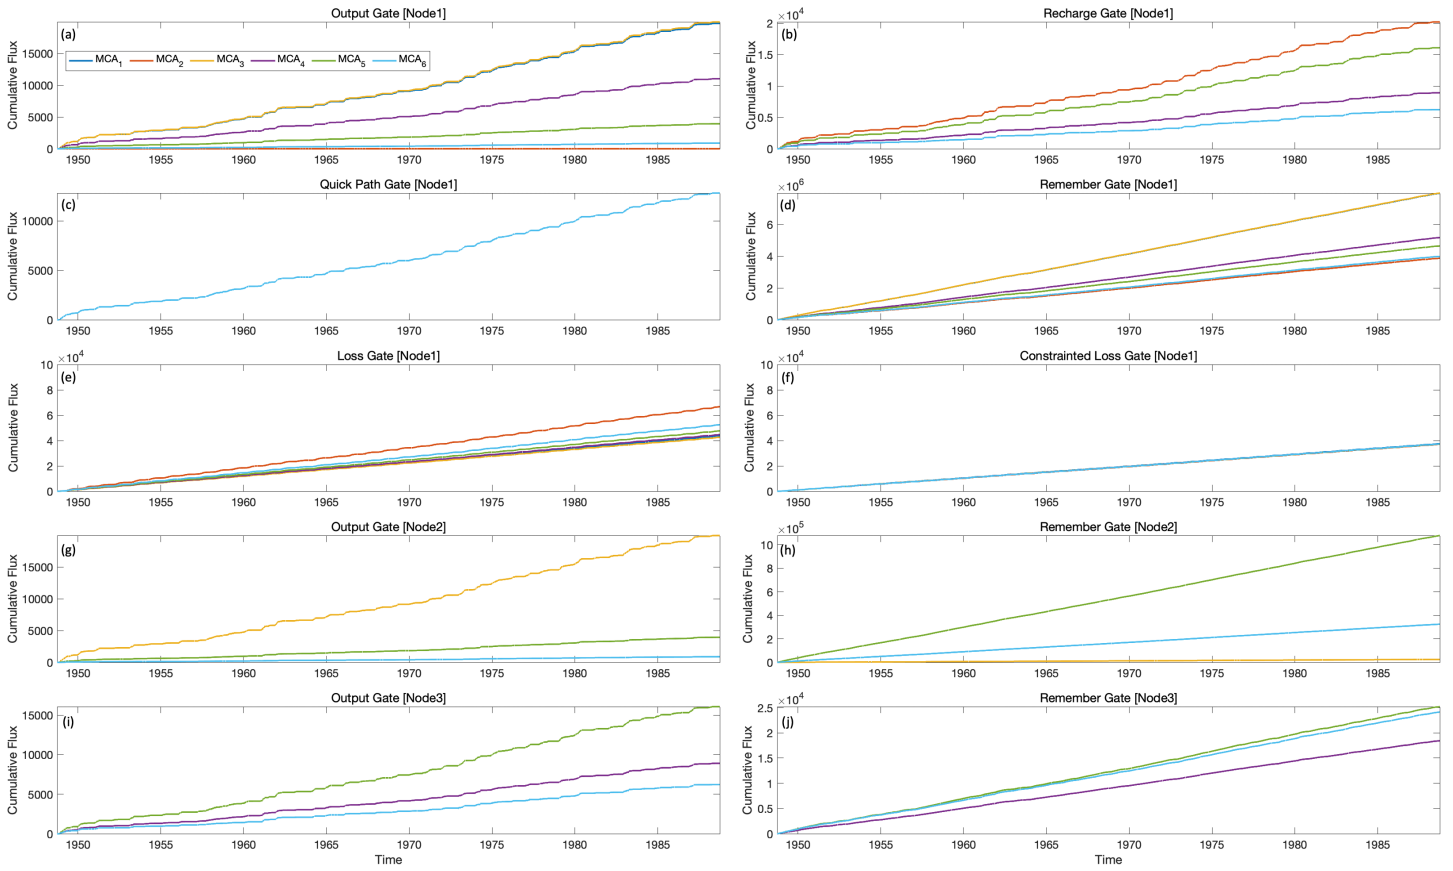 Output Gate [Node1]
(a)
Cumulative Flux
15000
10000
5000
0
MCA1 MCA2 MCA3 MCA4 MCA5 MCA6
1950 1955 1960 1965 1970 1975 1980 1985
Recharge Gate [Node1]
×10^4
(b)
Cumulative Flux
2
1.5
1
0.5
0
1950 1955 1960 1965 1970 1975 1980 1985
Quick Path Gate [Node1]
(c)
Cumulative Flux
10000
5000
0
1950 1955 1960 1965 1970 1975 1980 1985
Remember Gate [Node1]
×10^6
(d)
Cumulative Flux
6
4
2
0
1950 1955 1960 1965 1970 1975 1980 1985
Loss Gate [Node1]
×10^4
(e)
Cumulative Flux
10
8
6
4
2
0
1950 1955 1960 1965 1970 1975 1980 1985
Constrainted Loss Gate [Node1]
×10^4
(f)
Cumulative Flux
10
8
6
4
2
0
1950 1955 1960 1965 1970 1975 1980 1985
Output Gate [Node2]
(g)
Cumulative Flux
15000
10000
5000
0
1950 1955 1960 1965 1970 1975 1980 1985
Remember Gate [Node2]
×10^5
(h)
Cumulative Flux
10
8
6
4
2
0
1950 1955 1960 1965 1970 1975 1980 1985
Output Gate [Node3]
(i)
Cumulative Flux
15000
10000
5000
0
1950 1955 1960 1965 1970 1975 1980 1985
Time
Remember Gate [Node3]
×10^4
(j)
Cumulative Flux
2.5
2
1.5
1
0.5
0
1950 1955 1960 1965 1970 1975 1980 1985
Time